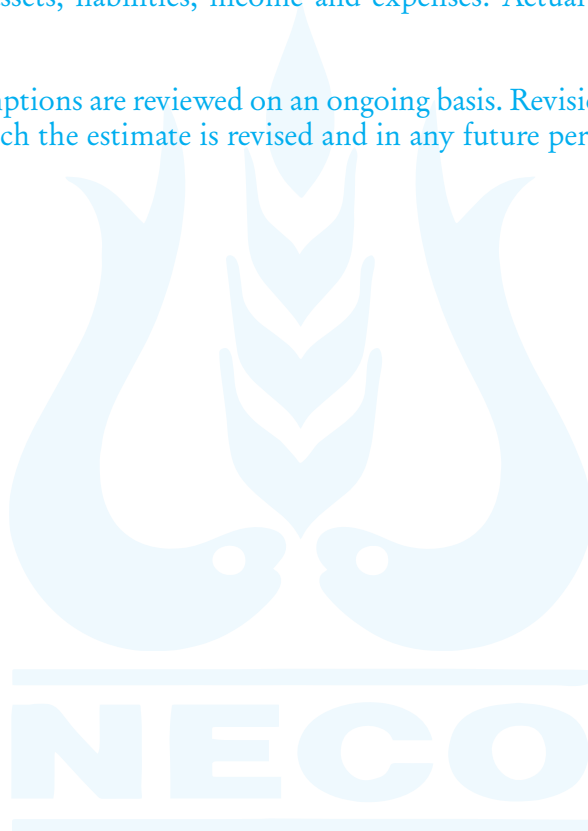 ssets, liabilities, income and expenses. Actual
ptions are reviewed on an ongoing basis. Revisi
ch the estimate is revised and in any future per
NECO